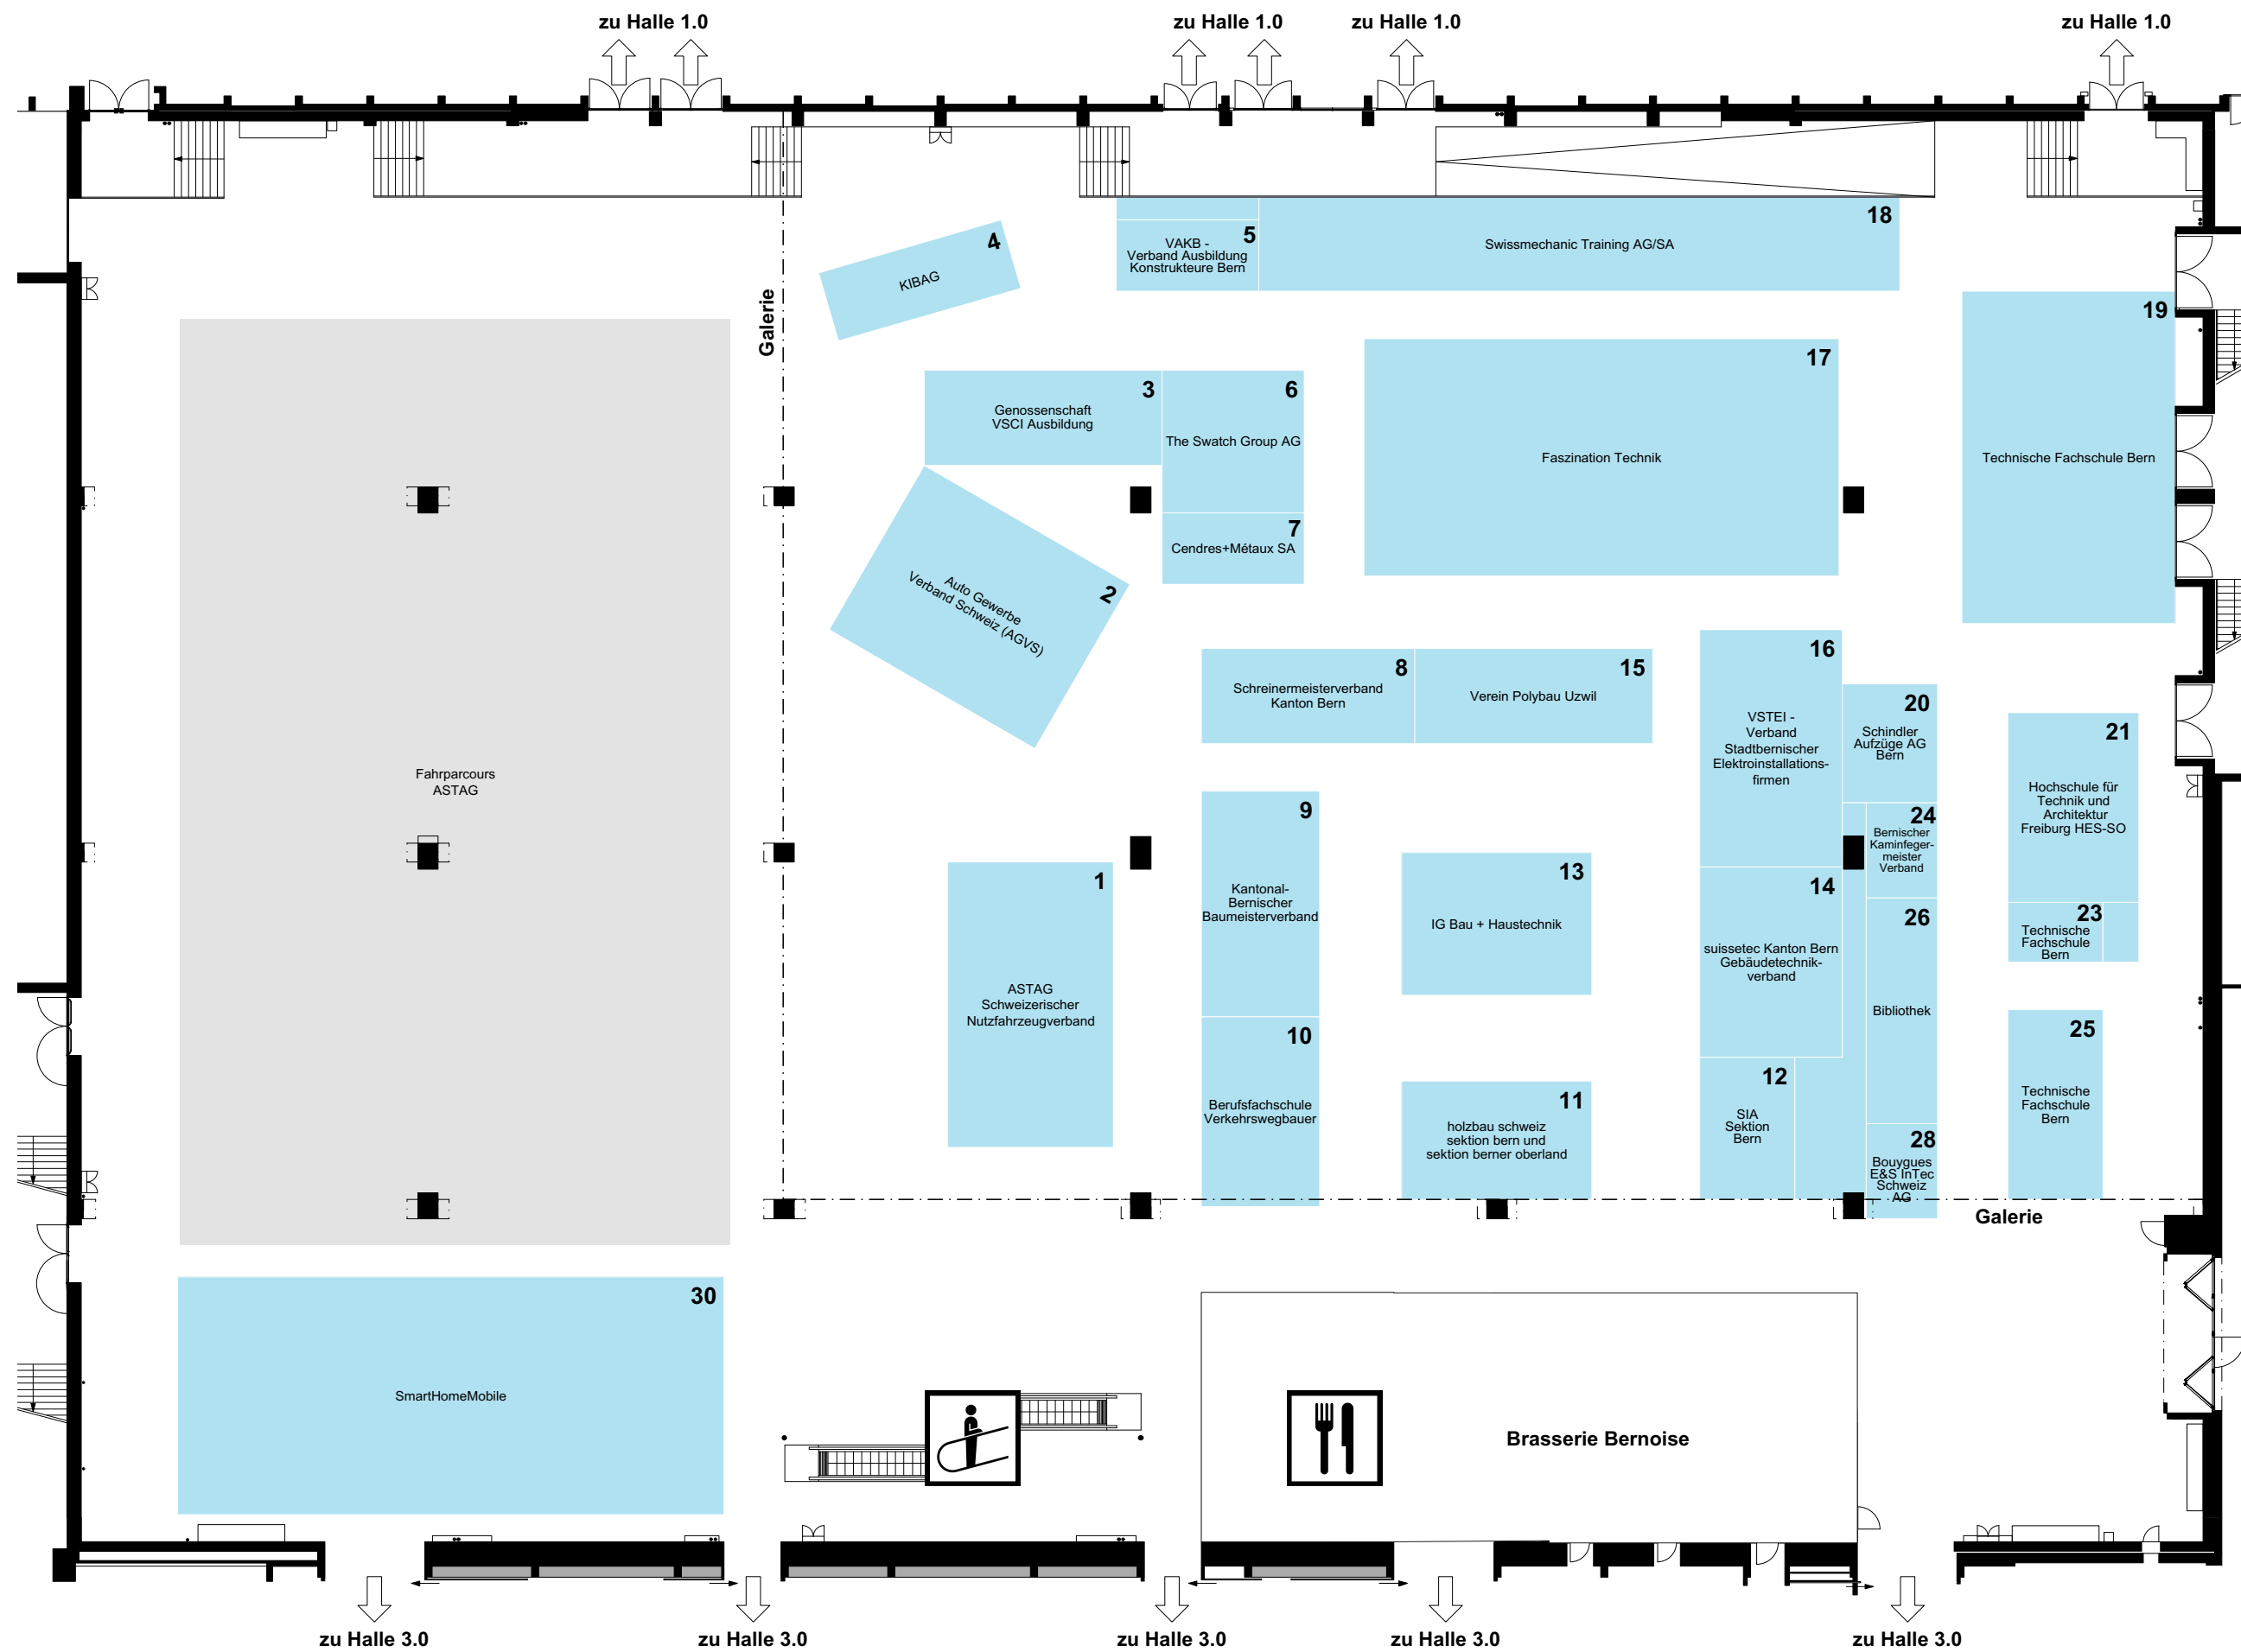 zu Halle 1.0
zu Halle 1.0
zu Halle 1.0
zu Halle 1.0
Galerie
4
KIBAG
5
VAKB -
Verband Ausbildung
Konstrukteure Bern
18
Swissmechanic Training AG/SA
19
Technische Fachschule Bern
3
Genossenschaft
VSCI Ausbildung
6
The Swatch Group AG
17
Faszination Technik
7
Cendres+Métaux SA
2
Auto Gewerbe
Verband Schweiz (AGVS)
8
Schreinermeisterverband
Kanton Bern
15
Verein Polybau Uzwil
16
VSTEI -
Verband
Stadtbernischer
Elektroinstallations-
firmen
20
Schindler
Aufzüge AG
Bern
21
Hochschule für
Technik und
Architektur
Freiburg HES-SO
Fahrparcours
ASTAG
9
Kantonal-
Bernischer
Baumeisterverband
24
Bernischer
Kaminfeger-
meister
Verband
1
ASTAG
Schweizerischer
Nutzfahrzeugverband
13
IG Bau + Haustechnik
14
suissetec Kanton Bern
Gebäudetechnik-
verband
26
Bibliothek
23
Technische
Fachschule
Bern
10
Berufsfachschule
Verkehrswegbauer
11
holzbau schweiz
sektion bern und
sektion berner oberland
12
SIA
Sektion
Bern
25
Technische
Fachschule
Bern
28
Bouygues
E&S InTec
Schweiz
AG
Galerie
30
SmartHomeMobile
Brasserie Bernoise
zu Halle 3.0
zu Halle 3.0
zu Halle 3.0
zu Halle 3.0
zu Halle 3.0